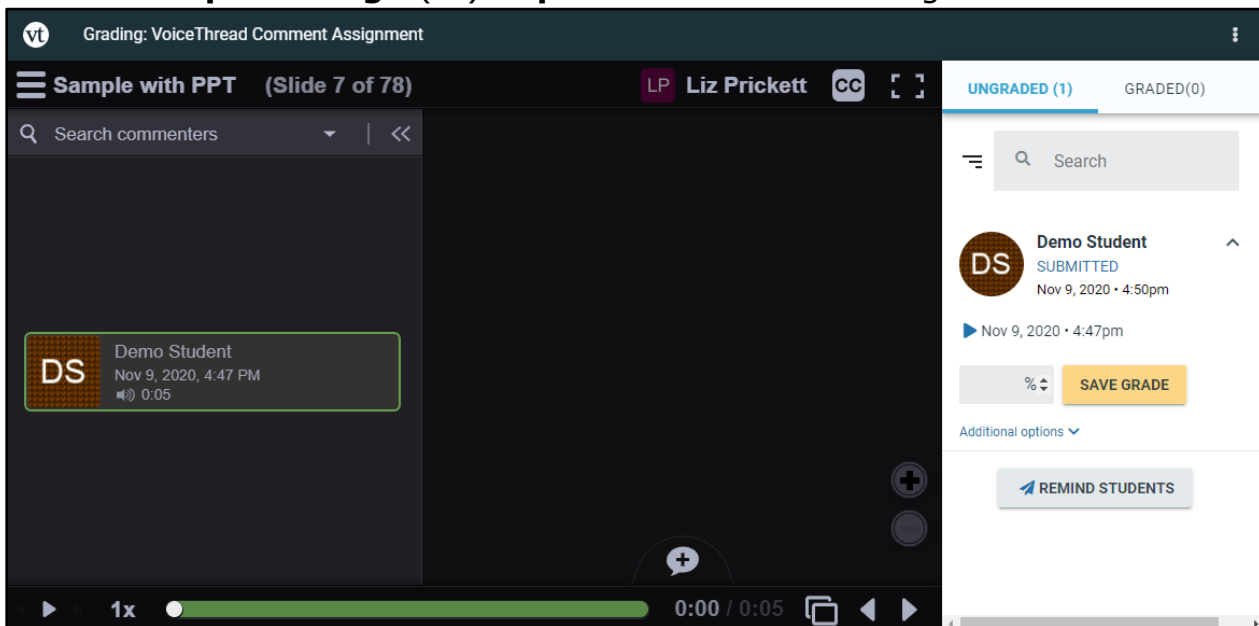 vt Grading: VoiceThread Comment Assignment
Sample with PPT (Slide 7 of 78) LP Liz Prickett CC
UNGRADED (1) GRADED(0)
Search commenters
Search
Demo Student
DS SUBMITTED
Nov 9, 2020 • 4:50pm
Nov 9, 2020 • 4:47pm
Demo Student
DS Nov 9, 2020, 4:47 PM
0:05
% SAVE GRADE
Additional options
REMIND STUDENTS
1x 0:00 / 0:05